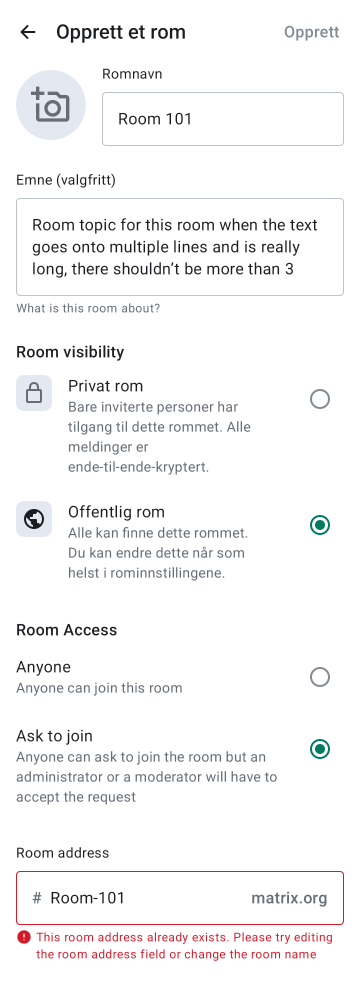 Opprett et rom
Opprett
Romnavn
Room 101
Emne (valgfritt)
Room topic for this room when the text
goes onto multiple lines and is really
long, there shouldn’t be more than 3
What is this room about?
Room visibility
Privat rom
Bare inviterte personer har
tilgang til dette rommet. Alle
meldinger er
ende-til-ende-kryptert.
Offentlig rom
Alle kan finne dette rommet.
Du kan endre dette når som
helst i rominnstillingene.
Room Access
Anyone
Anyone can join this room
Ask to join
Anyone can ask to join the room but an
administrator or a moderator will have to
accept the request
Room address
# Room-101 matrix.org
This room address already exists. Please try editing
the room address field or change the room name